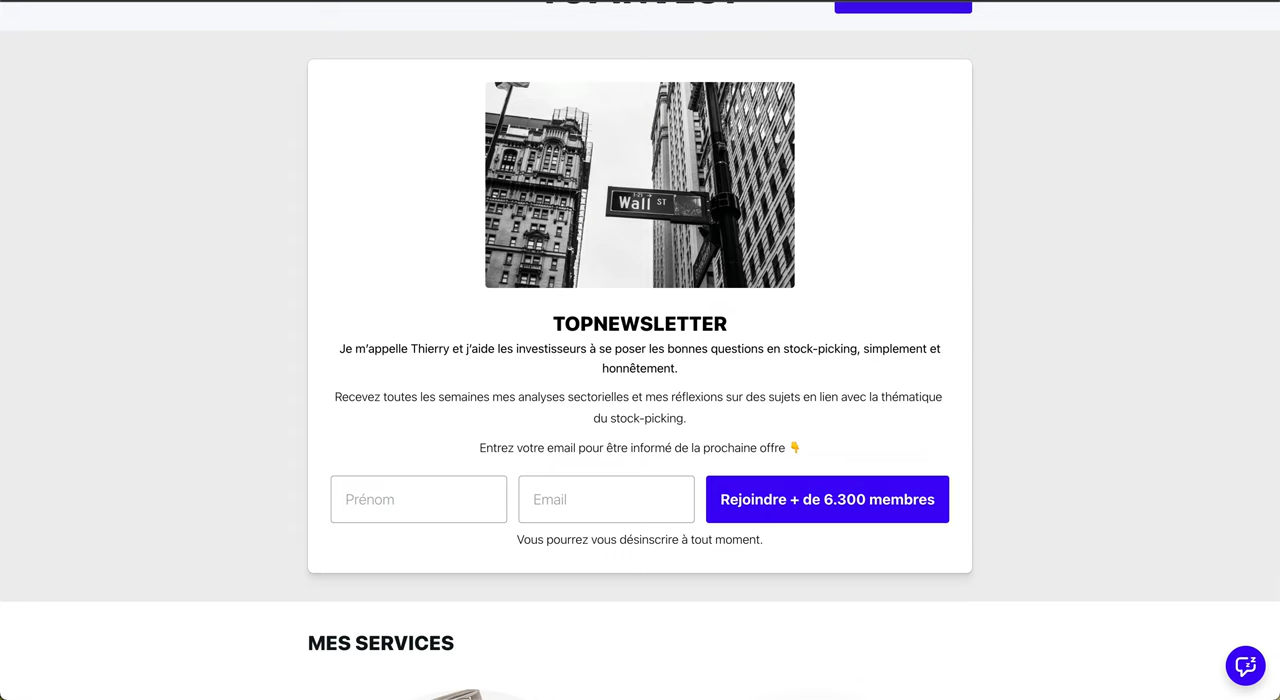 Wall ST
TOPNEWSLETTER
Je m’appelle Thierry et j’aide les investisseurs à se poser les bonnes questions en stock-picking, simplement et
honnêtement.
Recevez toutes les semaines mes analyses sectorielles et mes réflexions sur des sujets en lien avec la thématique
du stock-picking.
Entrez votre email pour être informé de la prochaine offre 👇
Prénom
Email
Rejoindre + de 6.300 membres
Vous pourrez vous désinscrire à tout moment.
MES SERVICES